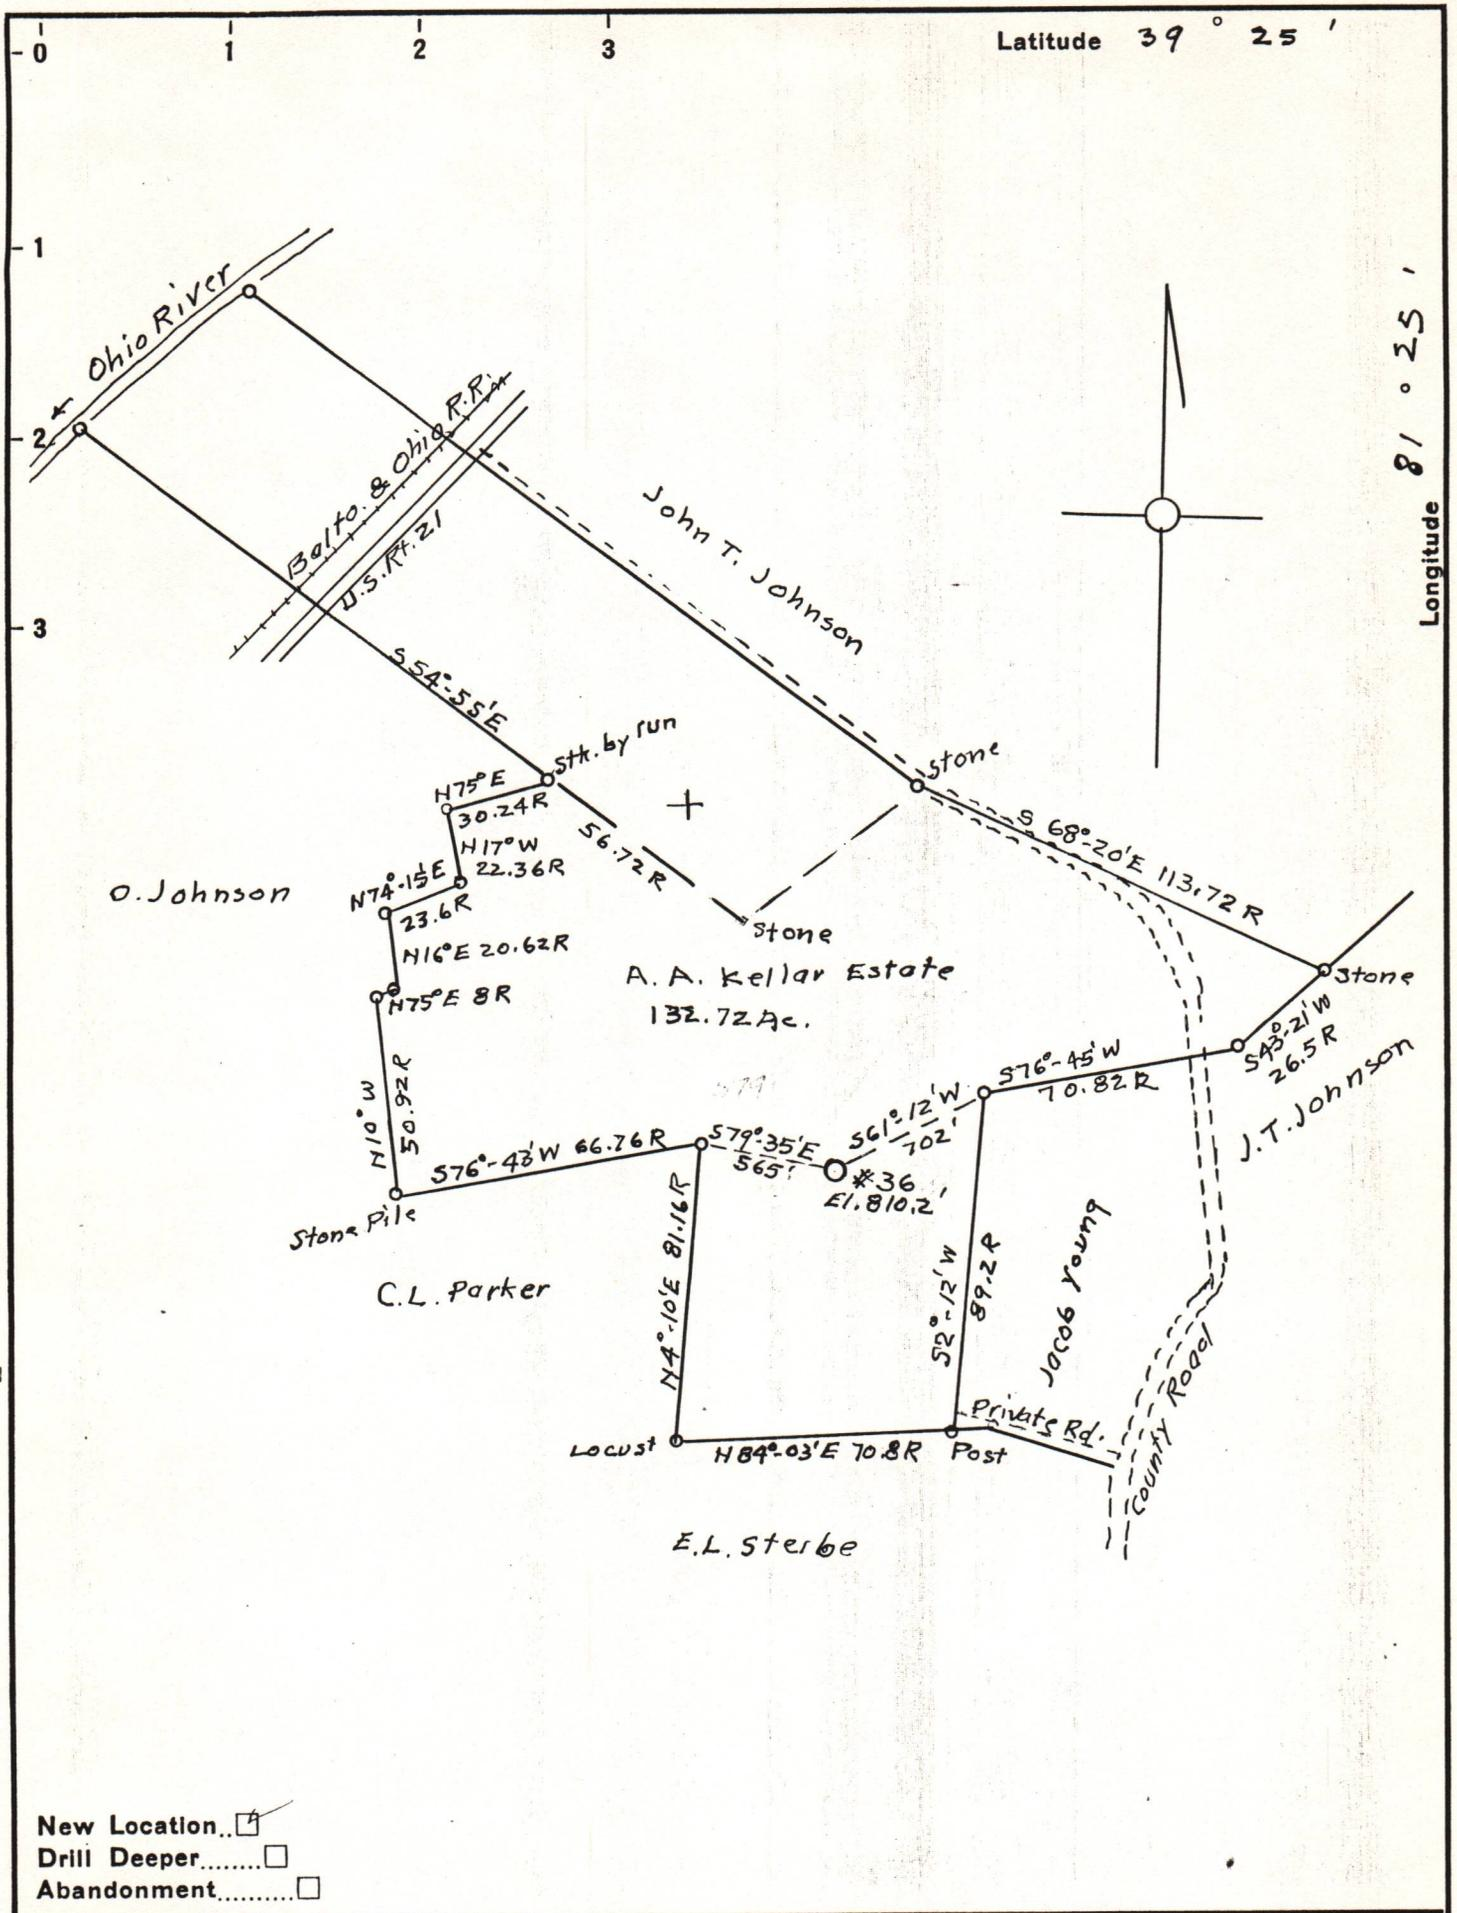 0 1 2 3
Latitude 39 ° 25 '
1
2
3
Longitude 81 ° 25 '
Ohio River
Balto. & Ohio R.R.
U.S. Rt. 21
John T. Johnson
S 54°-55'E
Stk. by run
N75°E
30.24R
N17°W
22.36R
56.72 R
Stone
S 68°-20'E 113.72 R
O. Johnson
N74°-15'E
23.6R
N16°E 20.62R
N75°E 8R
Stone
A. A. Kellar Estate
132.72 Ac.
Stone
S43°-21'W
26.5 R
J.T. Johnson
S76°-45'W
70.82R
S61°-12'W
702'
S79°-35'E
565'
#36
El. 810.2'
N10°W
50.92R
S76°-43'W 66.76R
Stone Pile
C.L. Parker
N4°-10'E 81.16R
S2°-12'W
89.2R
Jacob Young
Private Rd.
County Road
Locust
N84°-03'E 70.8R
Post
E.L. Sterbe
New Location..
Drill Deeper........
Abandonment..........